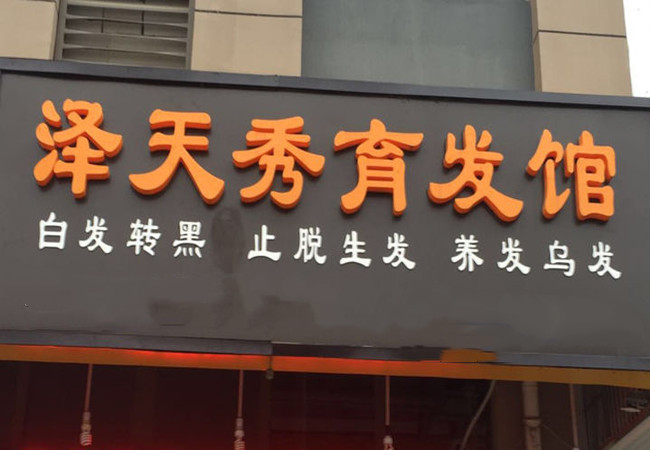 泽天秀育发馆
白发转黑 止脱生发 养发乌发